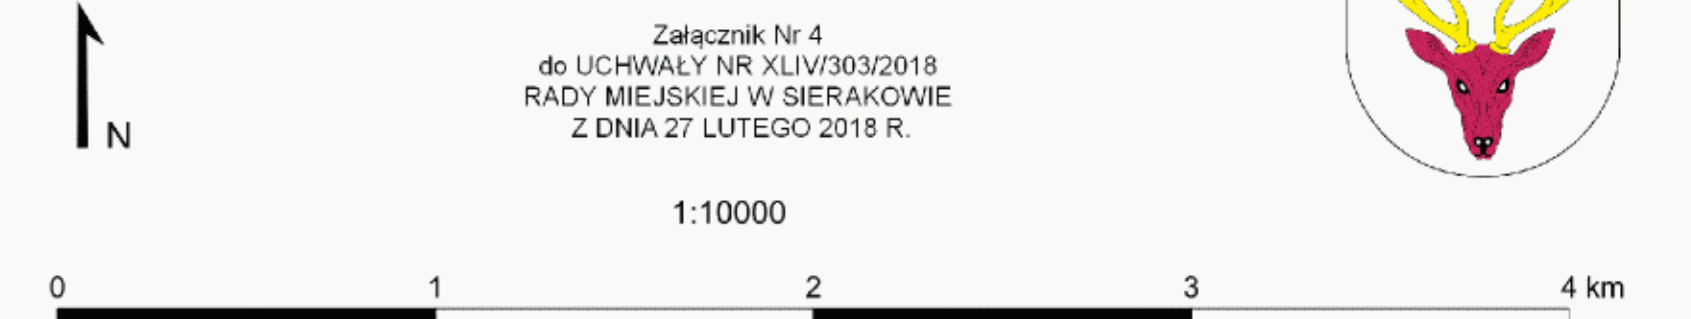 Załącznik Nr 4
do UCHWAŁY NR XLIV/303/2018
RADY MIEJSKIEJ W SIERAKOWIE
Z DNIA 27 LUTEGO 2018 R.
N
1:10000
0 1 2 3 4 km